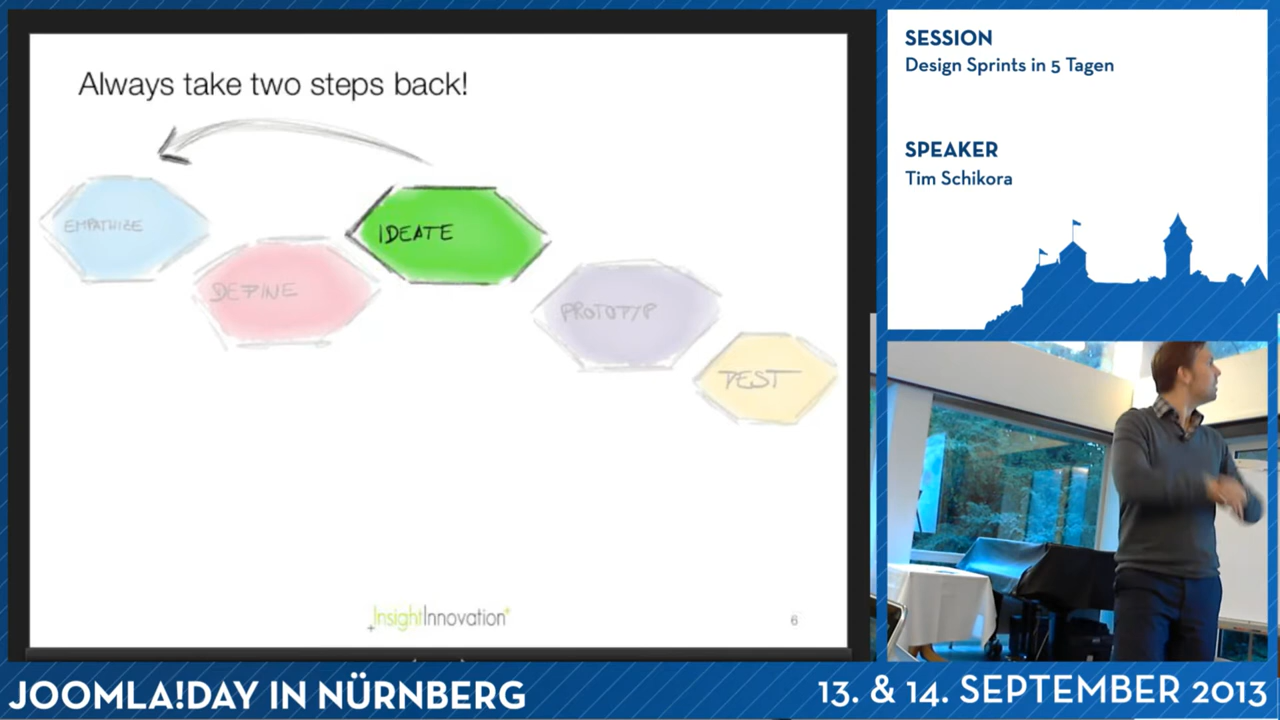 Always take two steps back!
EMPATHIZE
IDEATE
DEFINE
PROTOTYP
TEST
InsightInnovation+
6
SESSION
Design Sprints in 5 Tagen
SPEAKER
Tim Schikora
JOOMLA!DAY IN NÜRNBERG
13. & 14. SEPTEMBER 2013